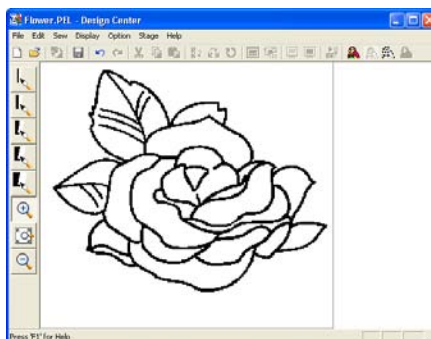 Flower.PEL - Design Center
File Edit Sew Display Option Stage Help
Press "F1" for Help.